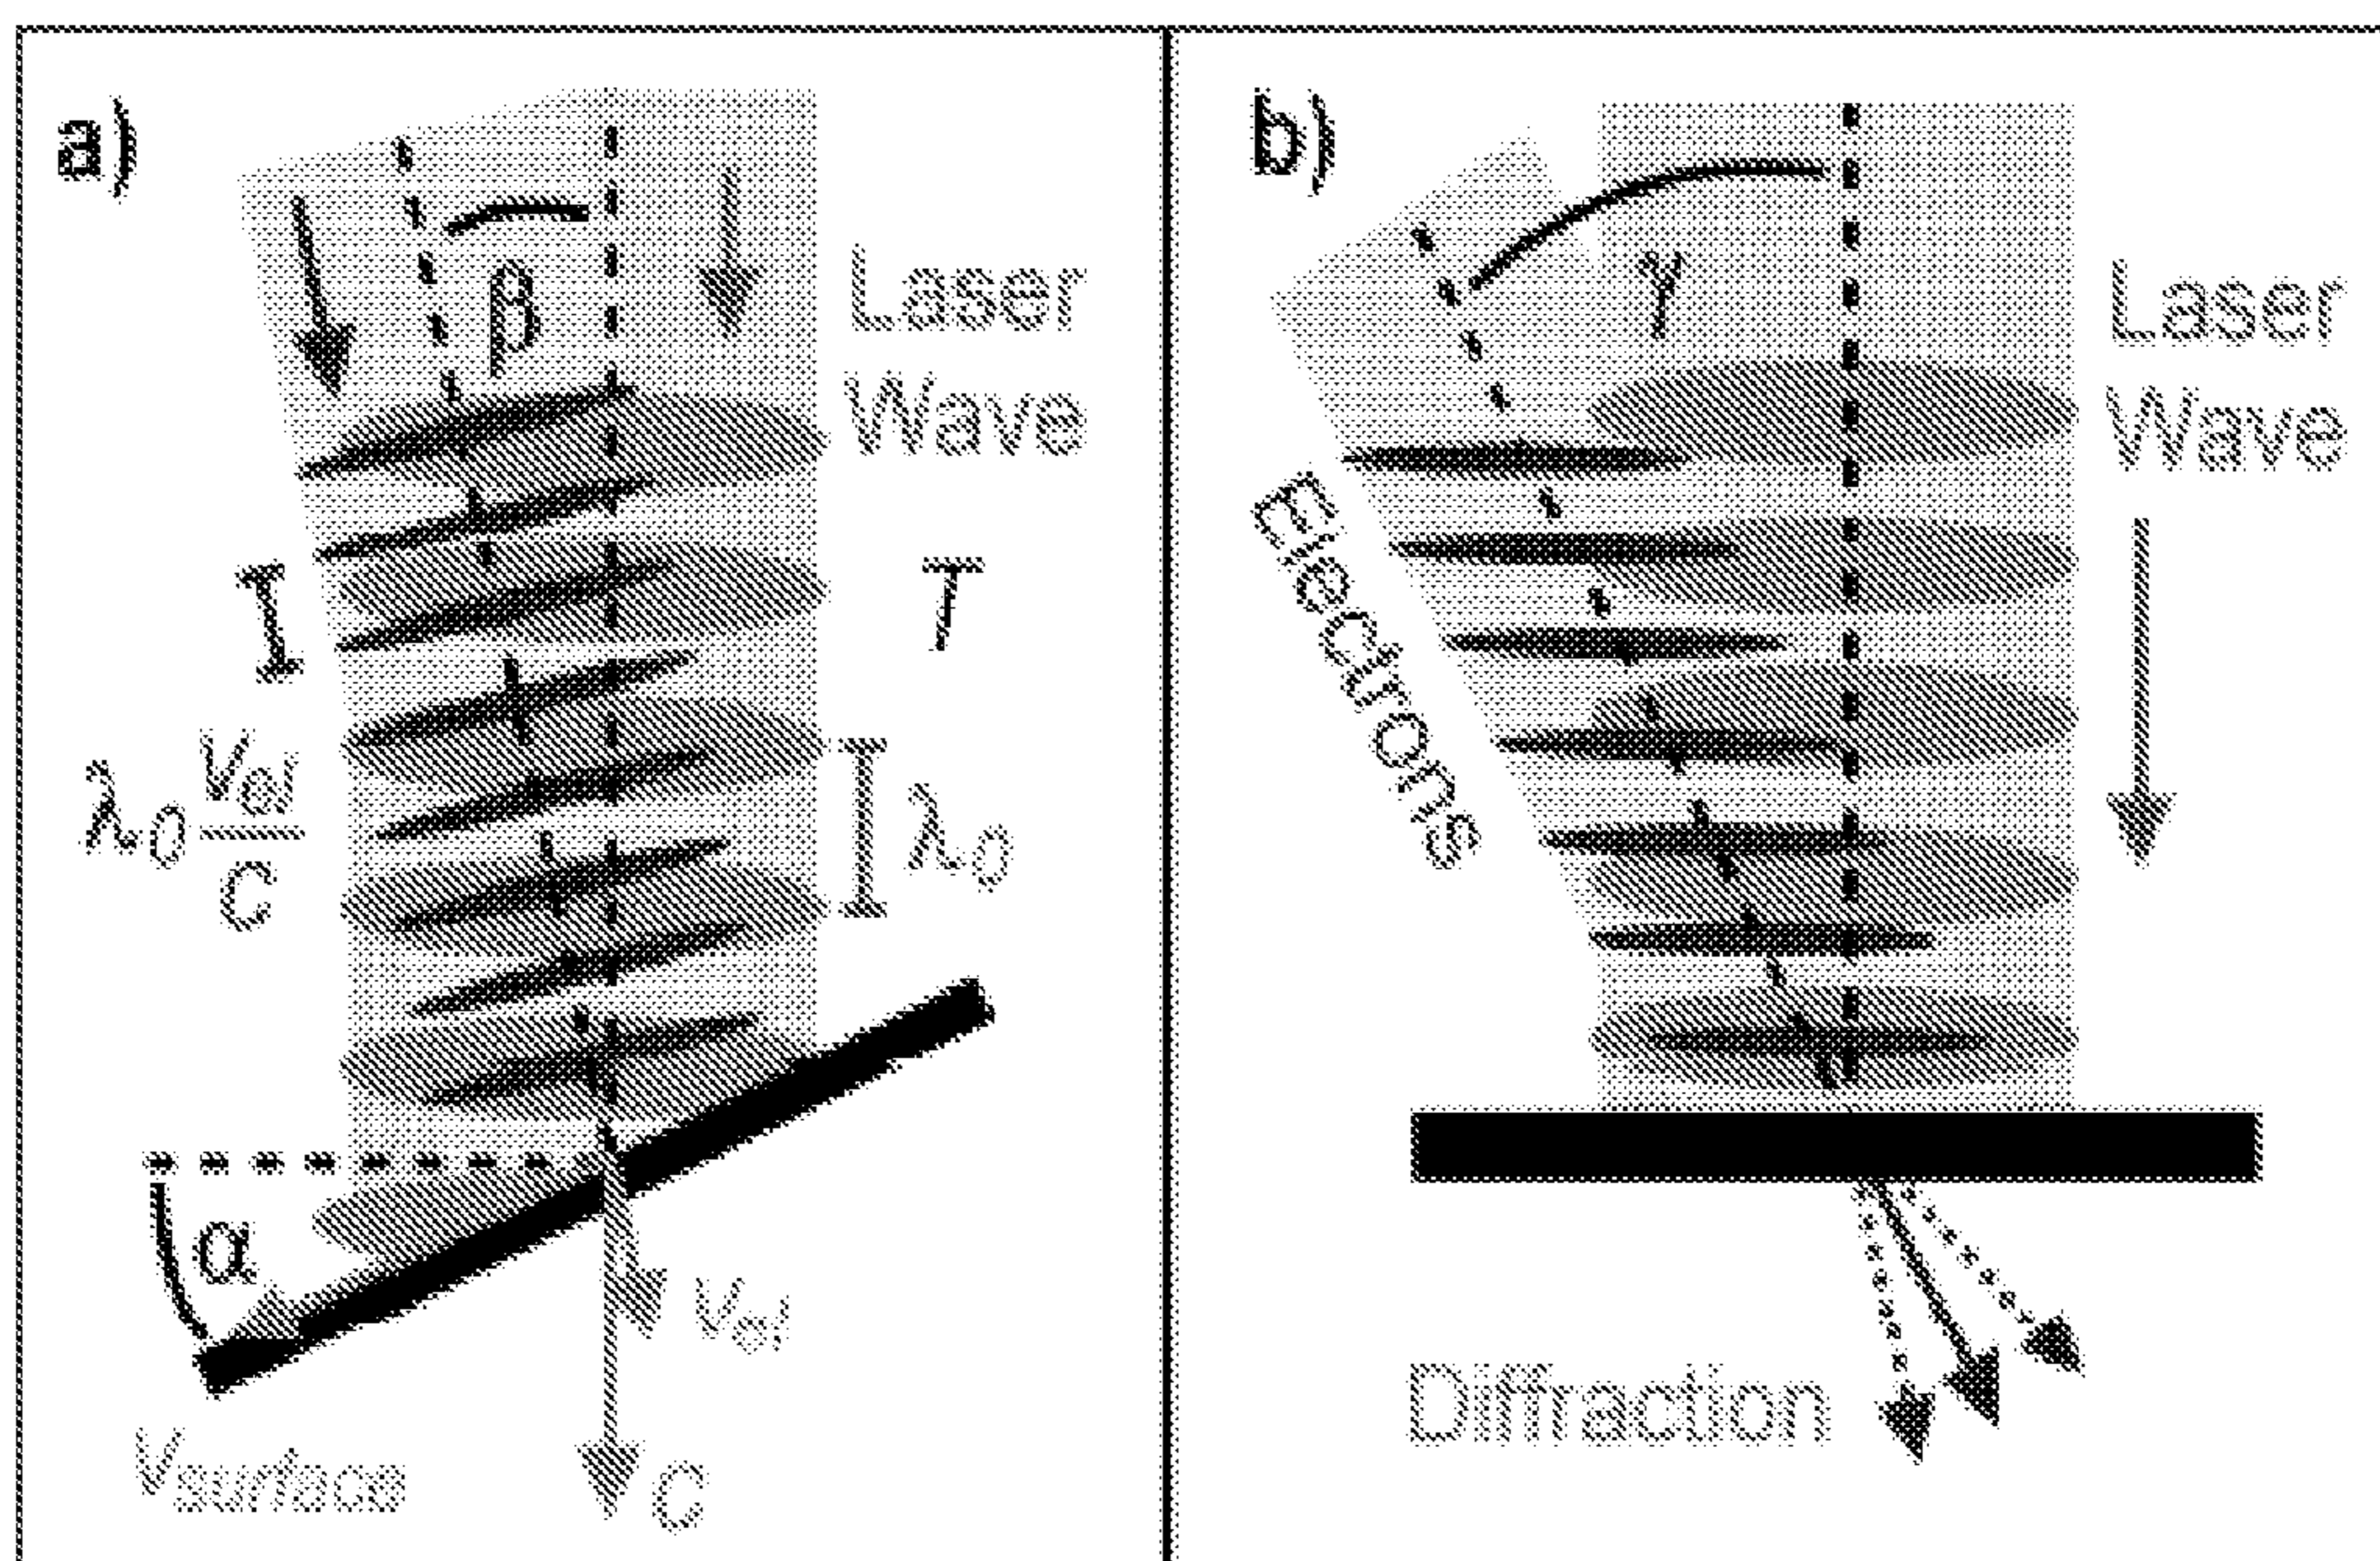 a)
β
Laser
Wave
T
λ0 vel
c
λ0
α
vel
vsurface
c
b)
γ
Laser
Wave
Electrons
Diffraction